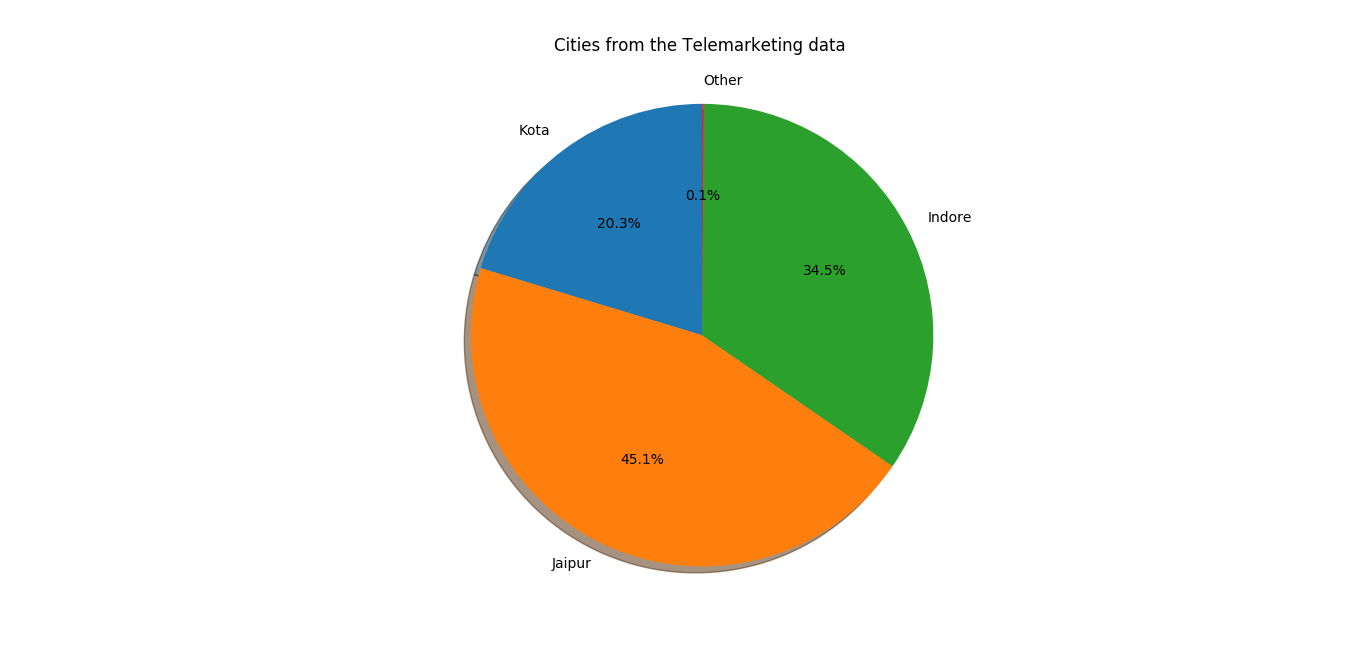 Cities from the Telemarketing data
Other
Kota
0.1%
20.3%
Indore
34.5%
45.1%
Jaipur